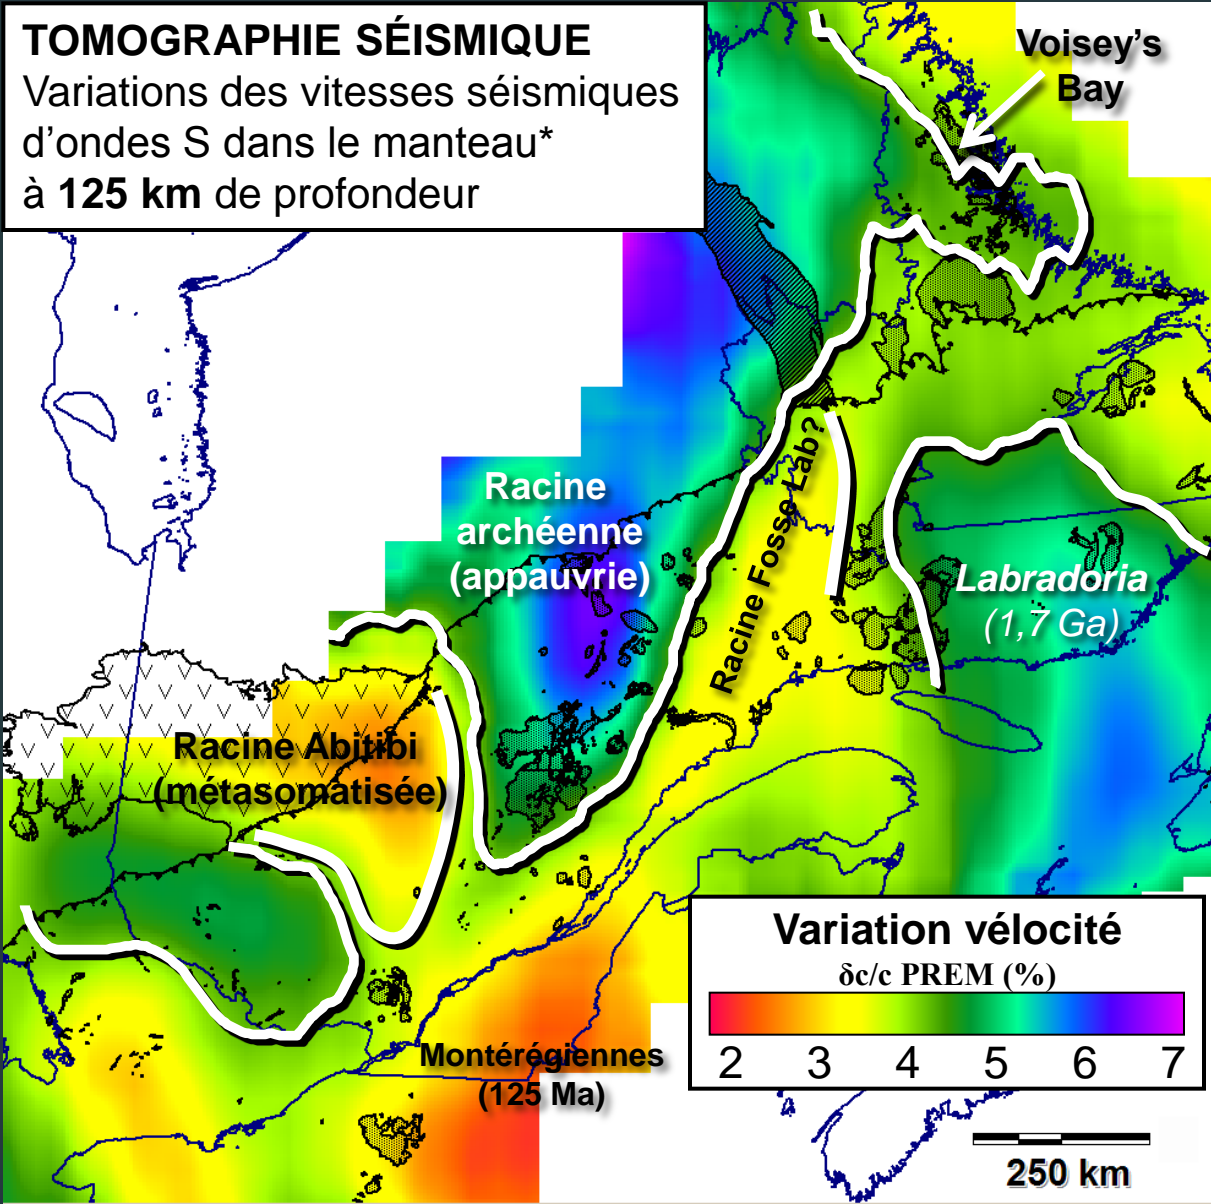 TOMOGRAPHIE SÉISMIQUE
Variations des vitesses séismiques
d'ondes S dans le manteau*
à 125 km de profondeur
Voisey's
Bay
Racine
archéenne
(appauvrie)
Racine Fosse Lab?
Labradoria
(1,7 Ga)
Racine Abitibi
(métasomatisée)
Montérégiennes
(125 Ma)
Variation vélocité
δc/c PREM (%)
2 3 4 5 6 7
250 km